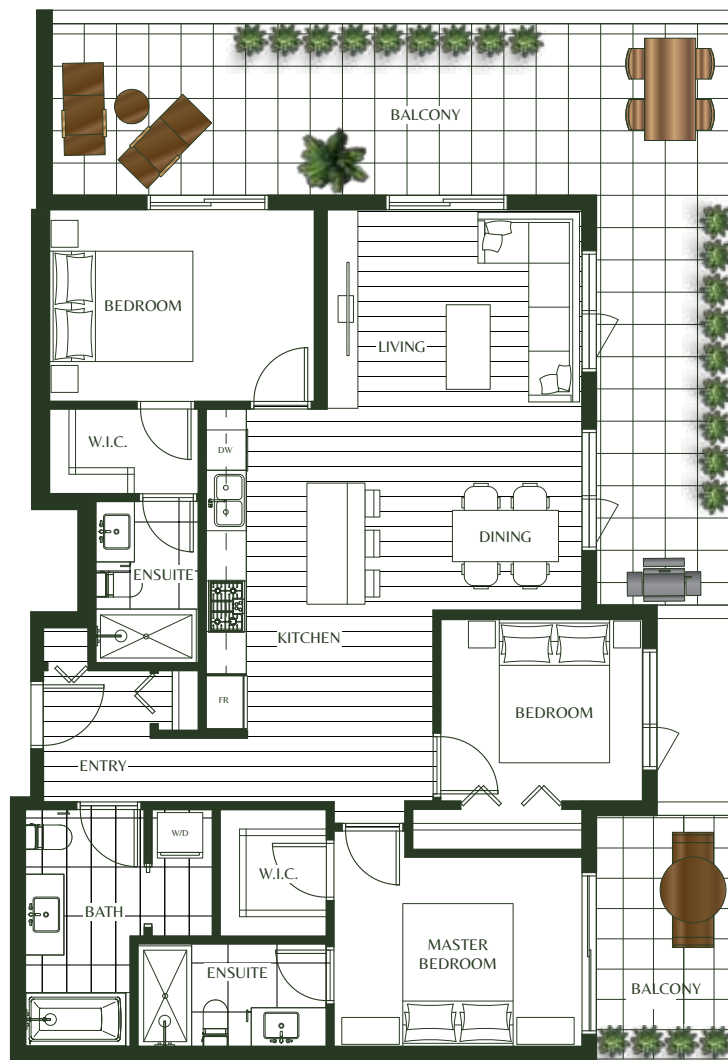 BALCONY
BEDROOM
LIVING
W.I.C.
DW
DINING
ENSUITE
KITCHEN
FR
BEDROOM
ENTRY
W/D
W.I.C.
BATH
MASTER
BEDROOM
ENSUITE
BALCONY